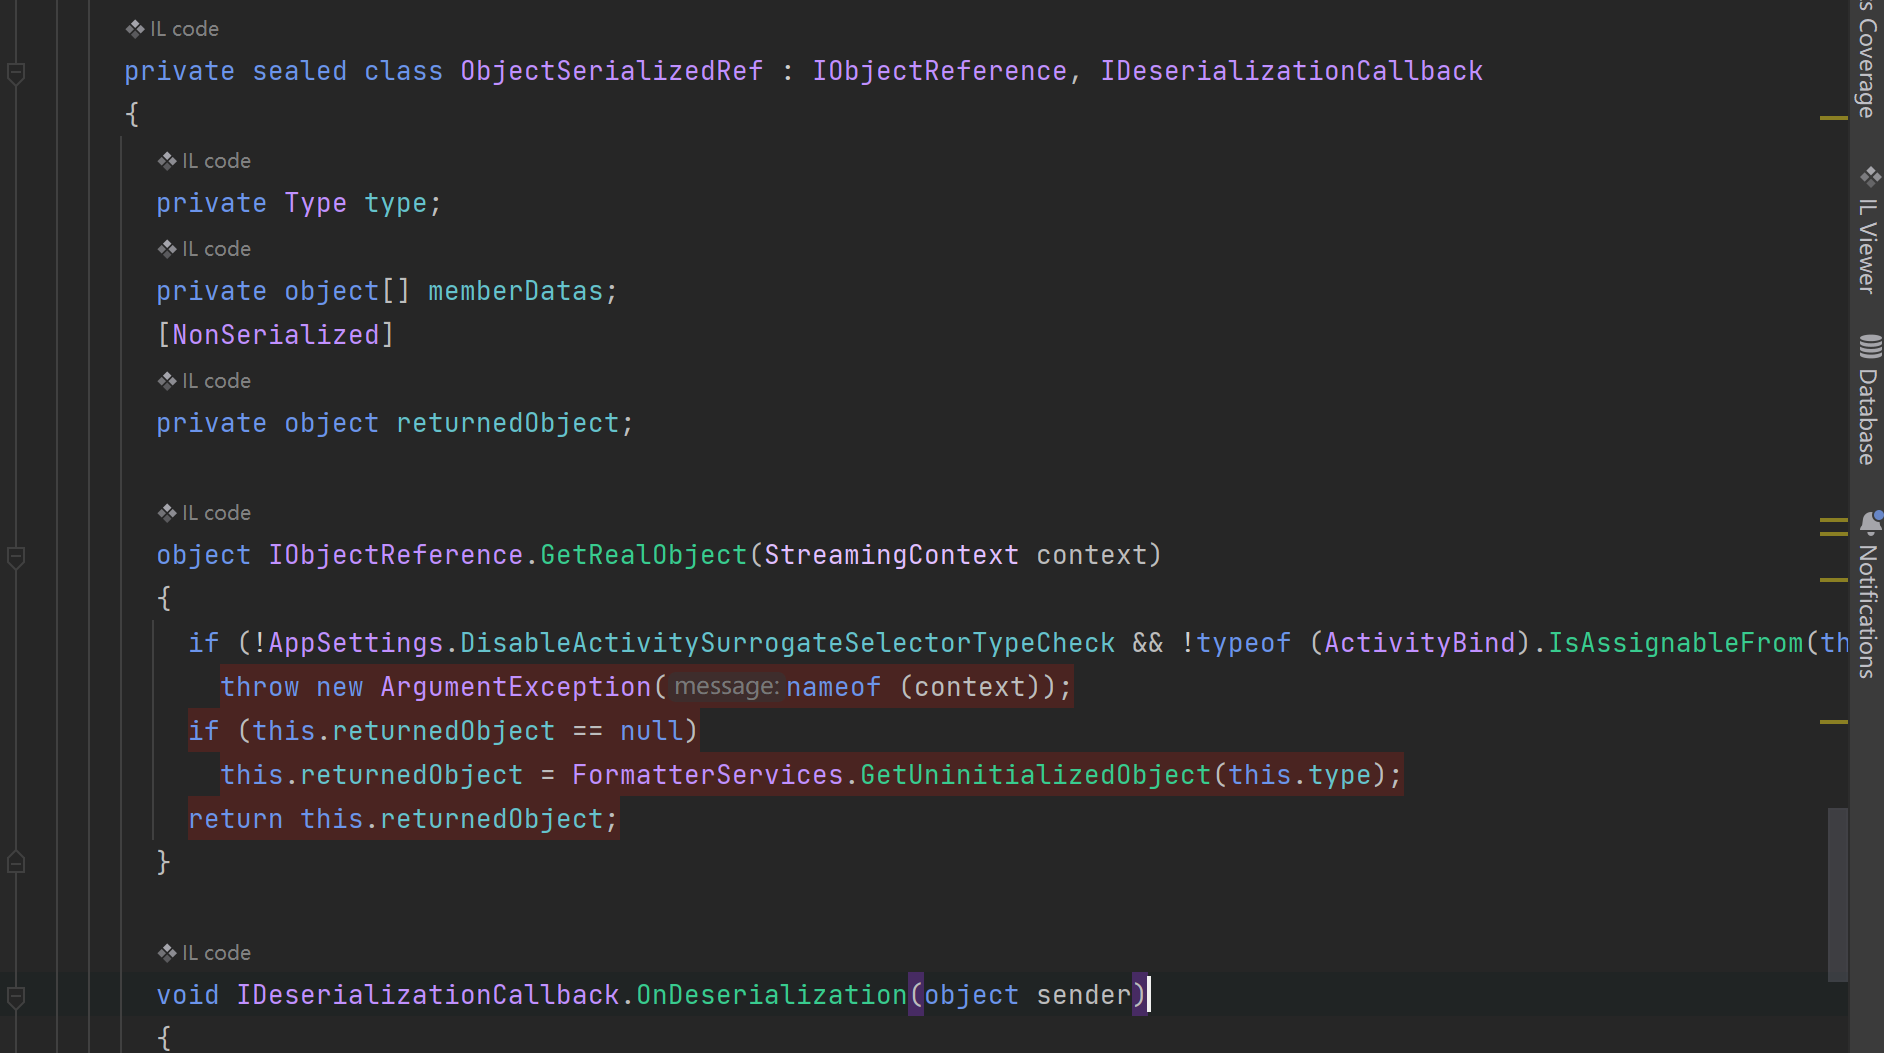 IL code
private sealed class ObjectSerializedRef : IObjectReference, IDeserializationCallback
{
IL code
private Type type;
IL code
private object[] memberDatas;
[NonSerialized]
IL code
private object returnedObject;
IL code
object IObjectReference.GetRealObject(StreamingContext context)
{
if (!AppSettings.DisableActivitySurrogateSelectorTypeCheck && !typeof (ActivityBind).IsAssignableFrom(th
throw new ArgumentException( message: nameof (context));
if (this.returnedObject == null)
this.returnedObject = FormatterServices.GetUninitializedObject(this.type);
return this.returnedObject;
}
IL code
void IDeserializationCallback.OnDeserialization(object sender)
{
s Coverage
IL Viewer
Database
Notifications